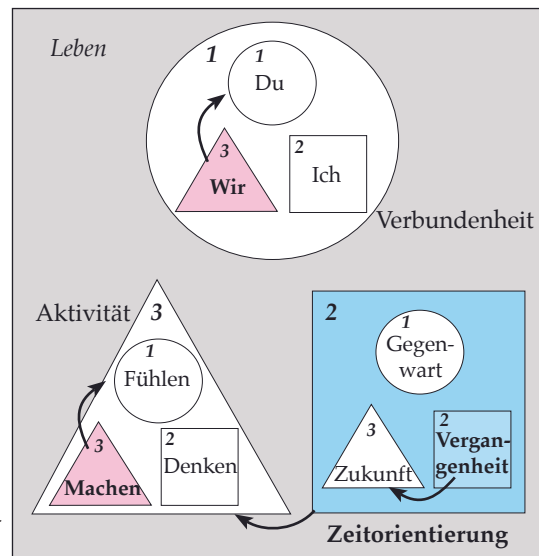 Leben
1
1
Du
3
Wir
2
Ich
Verbundenheit
Aktivität
3
1
Fühlen
3
Machen
2
Denken
2
1
Gegen-
wart
3
Zukunft
2
Vergan-
genheit
Zeitorientierung